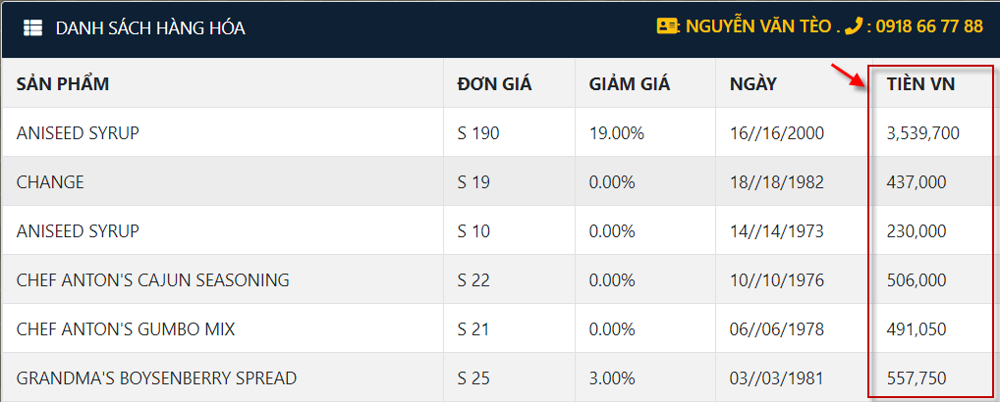 DANH SÁCH HÀNG HÓA : NGUYỄN VĂN TÈO . : 0918 66 77 88
SẢN PHẨM ĐƠN GIÁ GIẢM GIÁ NGÀY TIỀN VN
ANISEED SYRUP S 190 19.00% 16//16/2000 3,539,700
CHANGE S 19 0.00% 18//18/1982 437,000
ANISEED SYRUP S 10 0.00% 14//14/1973 230,000
CHEF ANTON'S CAJUN SEASONING S 22 0.00% 10//10/1976 506,000
CHEF ANTON'S GUMBO MIX S 21 0.00% 06//06/1978 491,050
GRANDMA'S BOYSENBERRY SPREAD S 25 3.00% 03//03/1981 557,750